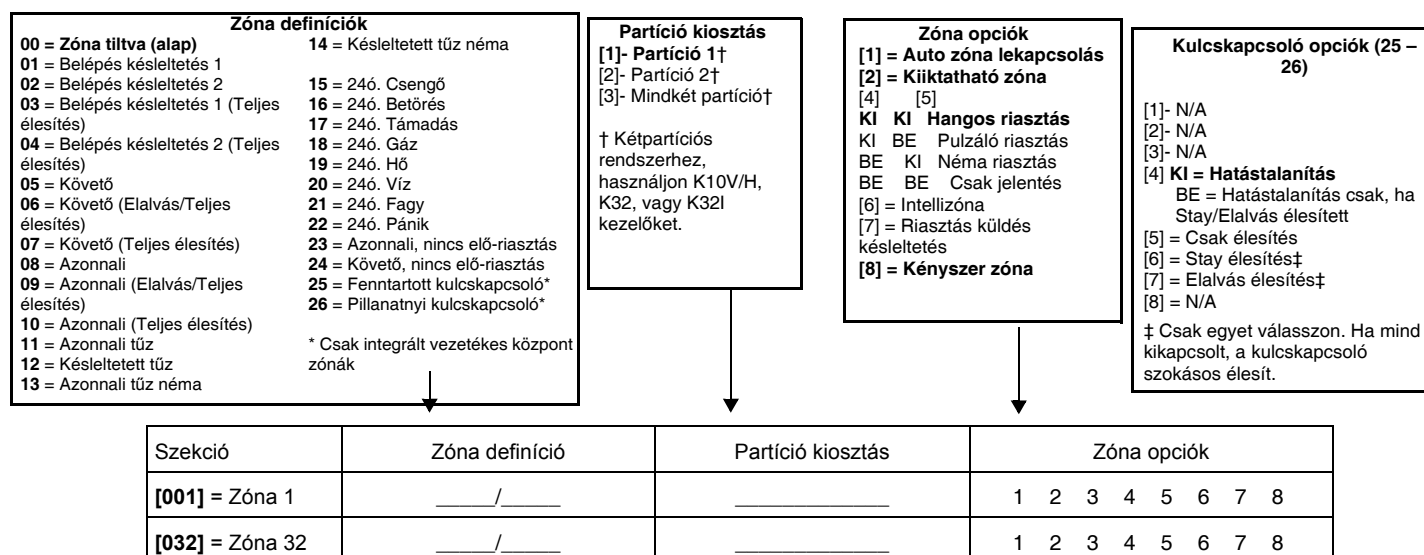 Zóna definíciók
00 = Zóna tiltva (alap)
01 = Belépés késleltetés 1
02 = Belépés késleltetés 2
03 = Belépés késleltetés 1 (Teljes
élesítés)
04 = Belépés késleltetés 2 (Teljes
élesítés)
05 = Követő
06 = Követő (Elalvás/Teljes
élesítés)
07 = Követő (Teljes élesítés)
08 = Azonnali
09 = Azonnali (Elalvás/Teljes
élesítés)
10 = Azonnali (Teljes élesítés)
11 = Azonnali tűz
12 = Késleltetett tűz
13 = Azonnali tűz néma
14 = Késleltetett tűz néma
15 = 24ó. Csengő
16 = 24ó. Betörés
17 = 24ó. Támadás
18 = 24ó. Gáz
19 = 24ó. Hő
20 = 24ó. Víz
21 = 24ó. Fagy
22 = 24ó. Pánik
23 = Azonnali, nincs elő-riasztás
24 = Követő, nincs elő-riasztás
25 = Fenntartott kulcskapcsoló*
26 = Pillanatnyi kulcskapcsoló*
* Csak integrált vezetékes központ
zónák
Partíció kiosztás
[1]- Partíció 1†
[2]- Partíció 2†
[3]- Mindkét partíció†
† Kétpartíciós
rendszerhez,
használjon K10V/H,
K32, vagy K32I
kezelőket.
Zóna opciók
[1] = Auto zóna lekapcsolás
[2] = Kiiktatható zóna
[4] [5]
KI KI Hangos riasztás
KI BE Pulzáló riasztás
BE KI Néma riasztás
BE BE Csak jelentés
[6] = Intellizóna
[7] = Riasztás küldés
késleltetés
[8] = Kényszer zóna
Kulcskapcsoló opciók (25 –
26)
[1]- N/A
[2]- N/A
[3]- N/A
[4] KI = Hatástalanítás
BE = Hatástalanítás csak, ha
Stay/Elalvás élesített
[5] = Csak élesítés
[6] = Stay élesítés‡
[7] = Elalvás élesítés‡
[8] = N/A
‡ Csak egyet válasszon. Ha mind
kikapcsolt, a kulcskapcsoló
szokásos élesít.
Szekció Zóna definíció Partíció kiosztás Zóna opciók
[001] = Zóna 1 _____/_____ _____________ 1 2 3 4 5 6 7 8
[032] = Zóna 32 _____/_____ _____________ 1 2 3 4 5 6 7 8